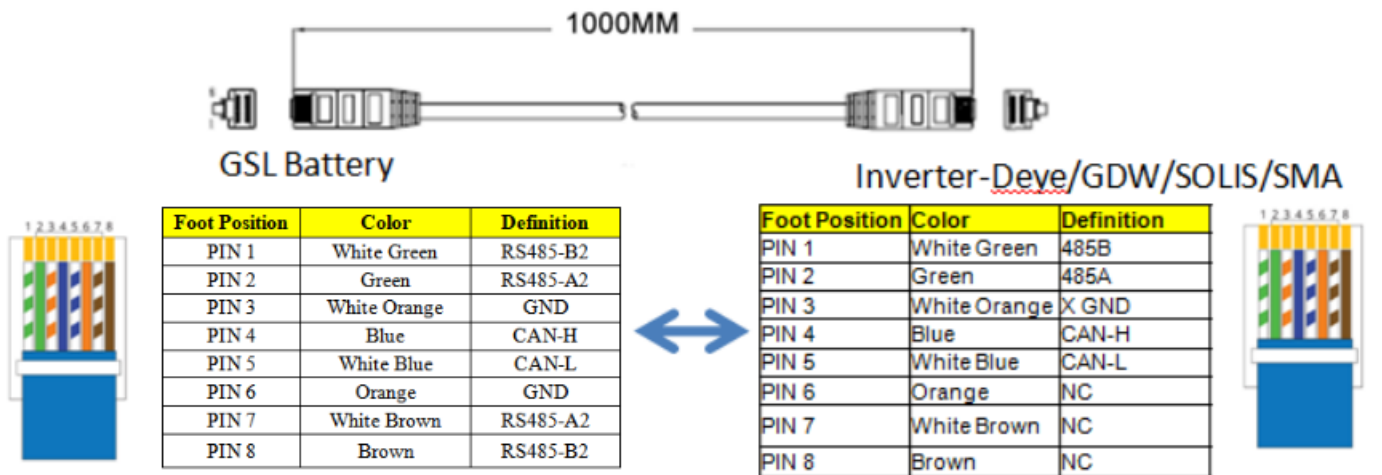 1000MM
GSL Battery
Inverter-Deye/GDW/SOLIS/SMA
1 2 3 4 5 6 7 8
Foot Position Color Definition
PIN 1 White Green RS485-B2
PIN 2 Green RS485-A2
PIN 3 White Orange GND
PIN 4 Blue CAN-H
PIN 5 White Blue CAN-L
PIN 6 Orange GND
PIN 7 White Brown RS485-A2
PIN 8 Brown RS485-B2
Foot Position Color Definition
PIN 1 White Green 485B
PIN 2 Green 485A
PIN 3 White Orange X GND
PIN 4 Blue CAN-H
PIN 5 White Blue CAN-L
PIN 6 Orange NC
PIN 7 White Brown NC
PIN 8 Brown NC
1 2 3 4 5 6 7 8